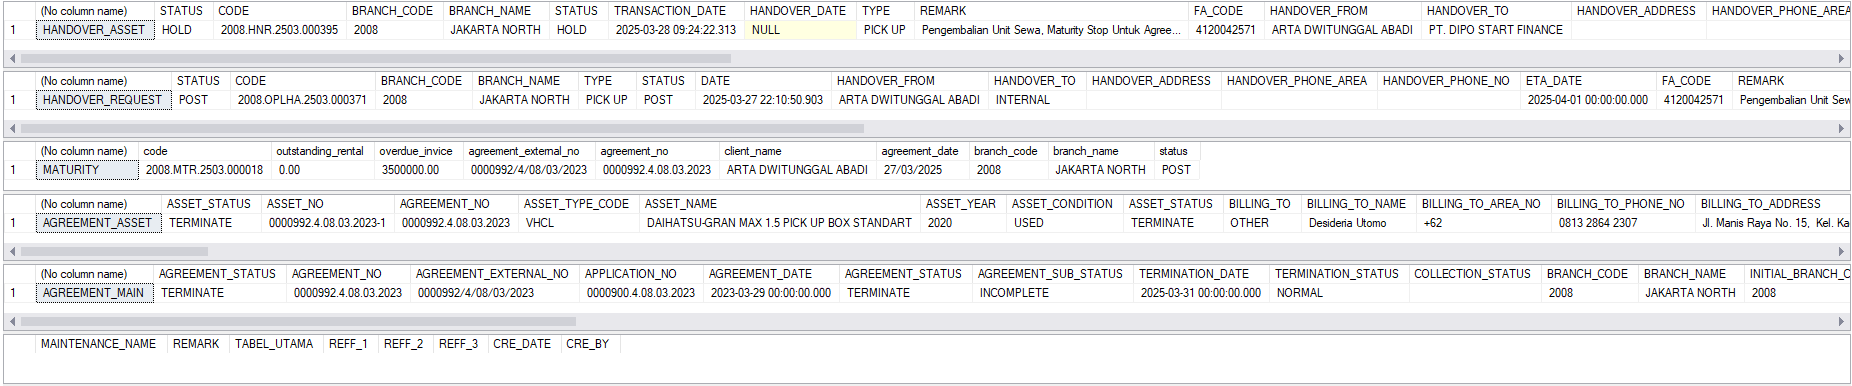 (No column name) STATUS CODE BRANCH_CODE BRANCH_NAME STATUS TRANSACTION_DATE HANDOVER_DATE TYPE REMARK FA_CODE HANDOVER_FROM HANDOVER_TO HANDOVER_ADDRESS HANDOVER_PHONE_AREA
1 HANDOVER_ASSET HOLD 2008.HNR.2503.000395 2008 JAKARTA NORTH HOLD 2025-03-28 09:24:22.313 NULL PICK UP Pengembalian Unit Sewa, Maturity Stop Untuk Agree... 4120042571 ARTA DWITUNGGAL ABADI PT. DIPO START FINANCE
(No column name) STATUS CODE BRANCH_CODE BRANCH_NAME TYPE STATUS DATE HANDOVER_FROM HANDOVER_TO HANDOVER_ADDRESS HANDOVER_PHONE_AREA HANDOVER_PHONE_NO ETA_DATE FA_CODE REMARK
1 HANDOVER_REQUEST POST 2008.OPLHA.2503.000371 2008 JAKARTA NORTH PICK UP POST 2025-03-27 22:10:50.903 ARTA DWITUNGGAL ABADI INTERNAL 2025-04-01 00:00:00.000 4120042571 Pengembalian Unit Sew
(No column name) code outstanding_rental overdue_invice agreement_external_no agreement_no client_name agreement_date branch_code branch_name status
1 MATURITY 2008.MTR.2503.000018 0.00 3500000.00 0000992/4/08/03/2023 0000992.4.08.03.2023 ARTA DWITUNGGAL ABADI 27/03/2025 2008 JAKARTA NORTH POST
(No column name) ASSET_STATUS ASSET_NO AGREEMENT_NO ASSET_TYPE_CODE ASSET_NAME ASSET_YEAR ASSET_CONDITION ASSET_STATUS BILLING_TO BILLING_TO_NAME BILLING_TO_AREA_NO BILLING_TO_PHONE_NO BILLING_TO_ADDRESS
1 AGREEMENT_ASSET TERMINATE 0000992.4.08.03.2023-1 0000992.4.08.03.2023 VHCL DAIHATSU-GRAN MAX 1.5 PICK UP BOX STANDART 2020 USED TERMINATE OTHER Desideria Utomo +62 0813 2864 2307 Jl. Manis Raya No. 15, Kel. Ka
(No column name) AGREEMENT_STATUS AGREEMENT_NO AGREEMENT_EXTERNAL_NO APPLICATION_NO AGREEMENT_DATE AGREEMENT_STATUS AGREEMENT_SUB_STATUS TERMINATION_DATE TERMINATION_STATUS COLLECTION_STATUS BRANCH_CODE BRANCH_NAME INITIAL_BRANCH_C
1 AGREEMENT_MAIN TERMINATE 0000992.4.08.03.2023 0000992/4/08/03/2023 0000900.4.08.03.2023 2023-03-29 00:00:00.000 TERMINATE INCOMPLETE 2025-03-31 00:00:00.000 NORMAL 2008 JAKARTA NORTH 2008
MAINTENANCE_NAME REMARK TABEL_UTAMA REFF_1 REFF_2 REFF_3 CRE_DATE CRE_BY